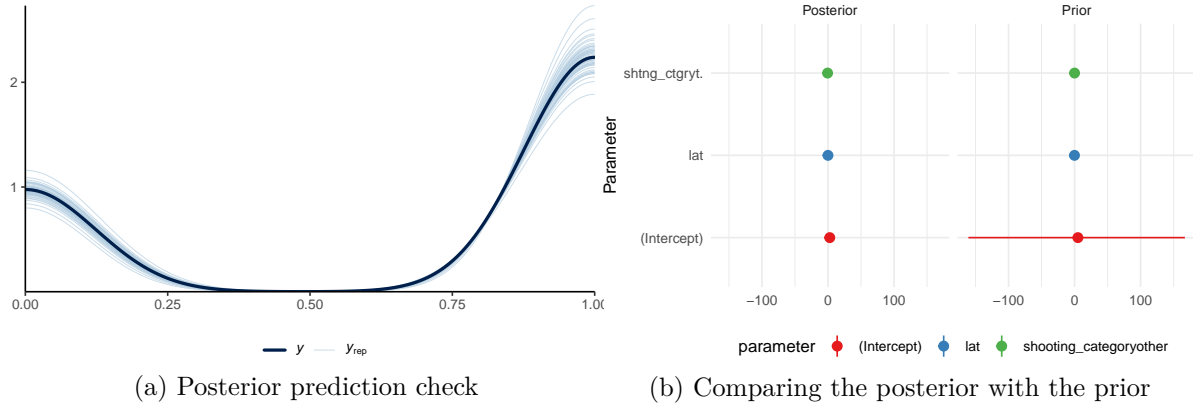 2
1
0.00 0.25 0.50 0.75 1.00
y yrep
(a) Posterior prediction check
Posterior Prior
Parameter
shtng_ctgryt.
lat
(Intercept)
−100 0 100 −100 0 100
parameter (Intercept) lat shooting_categoryother
(b) Comparing the posterior with the prior